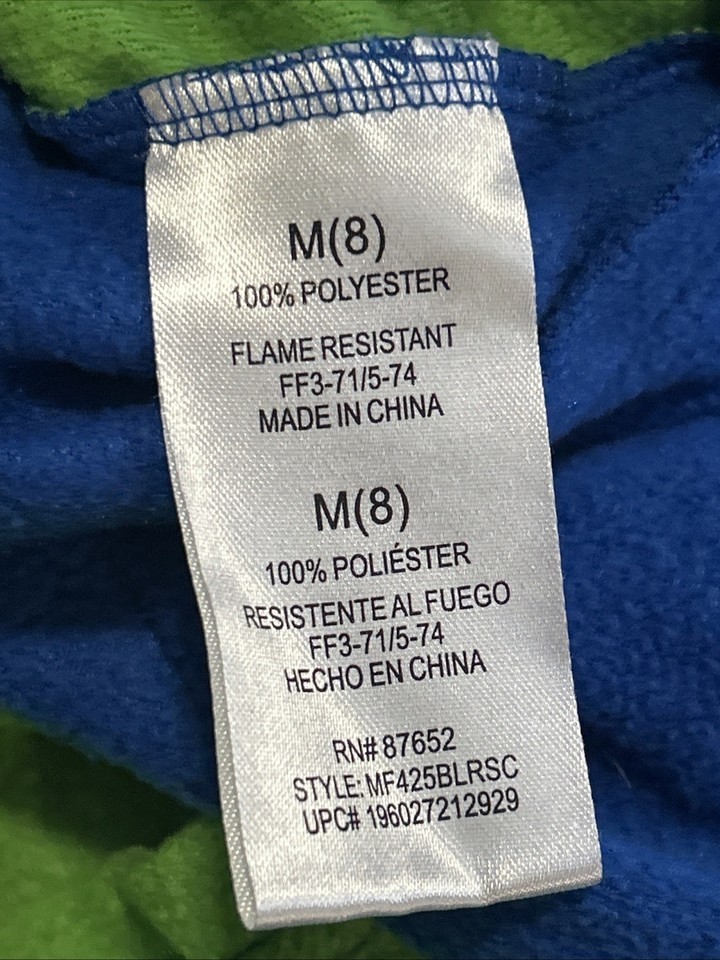 M(8)
100% POLYESTER
FLAME RESISTANT
FF3-71/5-74
MADE IN CHINA
M(8)
100% POLIÉSTER
RESISTENTE AL FUEGO
FF3-71/5-74
HECHO EN CHINA
RN# 87652
STYLE: MF425BLRSC
UPC# 196027212929